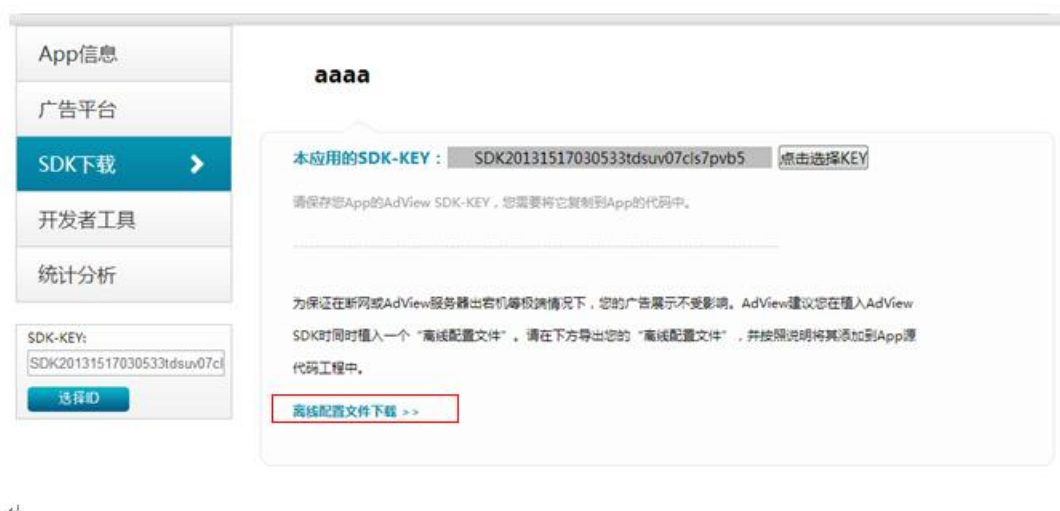 App信息
广告平台
SDK下载
开发者工具
统计分析
SDK-KEY:
SDK20131517030533tdsuv07cl
选择ID
aaaa
本应用的SDK-KEY： SDK20131517030533tdsuv07cls7pvb5 点击选择KEY
请保存您App的AdView SDK-KEY，您需要将它复制到App的代码中。
为保证在断网或AdView服务器出宕机等极端情况下，您的广告展示不受影响。AdView建议您在植入AdView
SDK时同时植入一个“离线配置文件”。请在下方导出您的“离线配置文件”，并按照说明将其添加到App源
代码工程中。
离线配置文件下载 >>